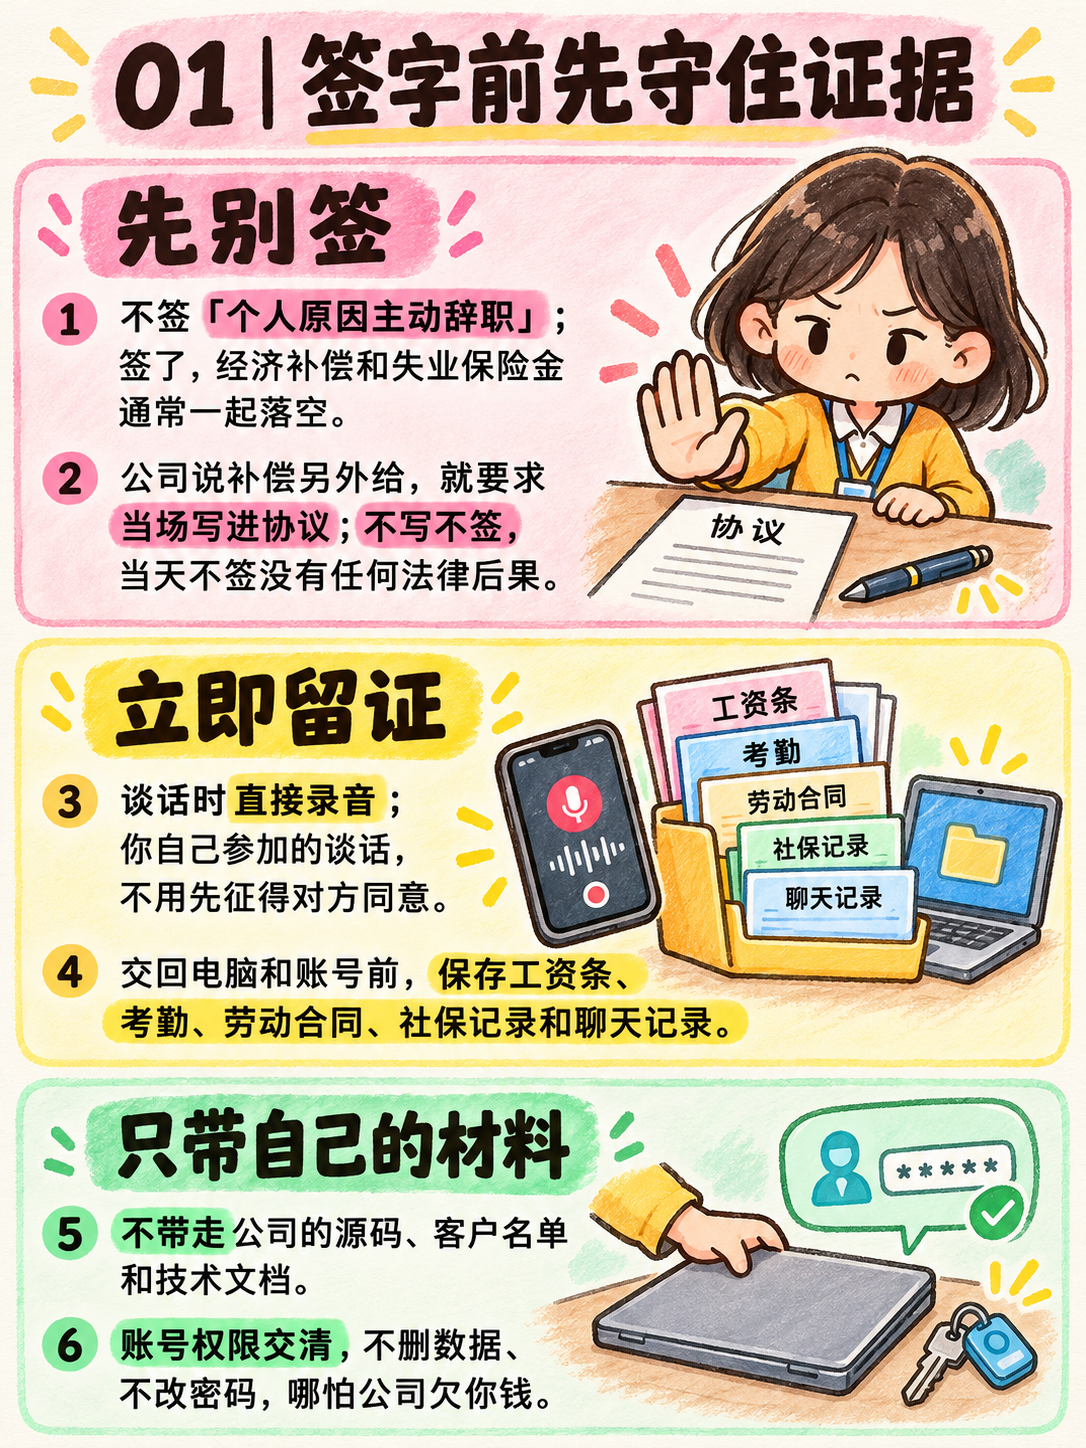 01 | 签字前先守住证据
先别签
1 不签「个人原因主动辞职」；
签了，经济补偿和失业保险金
通常一起落空。
2 公司说补偿另外给，就要求
当场写进协议；不写不签，
当天不签没有任何法律后果。
协议
立即留证
3 谈话时直接录音；
你自己参加的谈话，
不用先征得对方同意。
4 交回电脑和账号前，保存工资条、
考勤、劳动合同、社保记录和聊天记录。
工资条
考勤
劳动合同
社保记录
聊天记录
只带自己的材料
5 不带走公司的源码、客户名单
和技术文档。
6 账号权限交清，不删数据、
不改密码，哪怕公司欠你钱。
*****